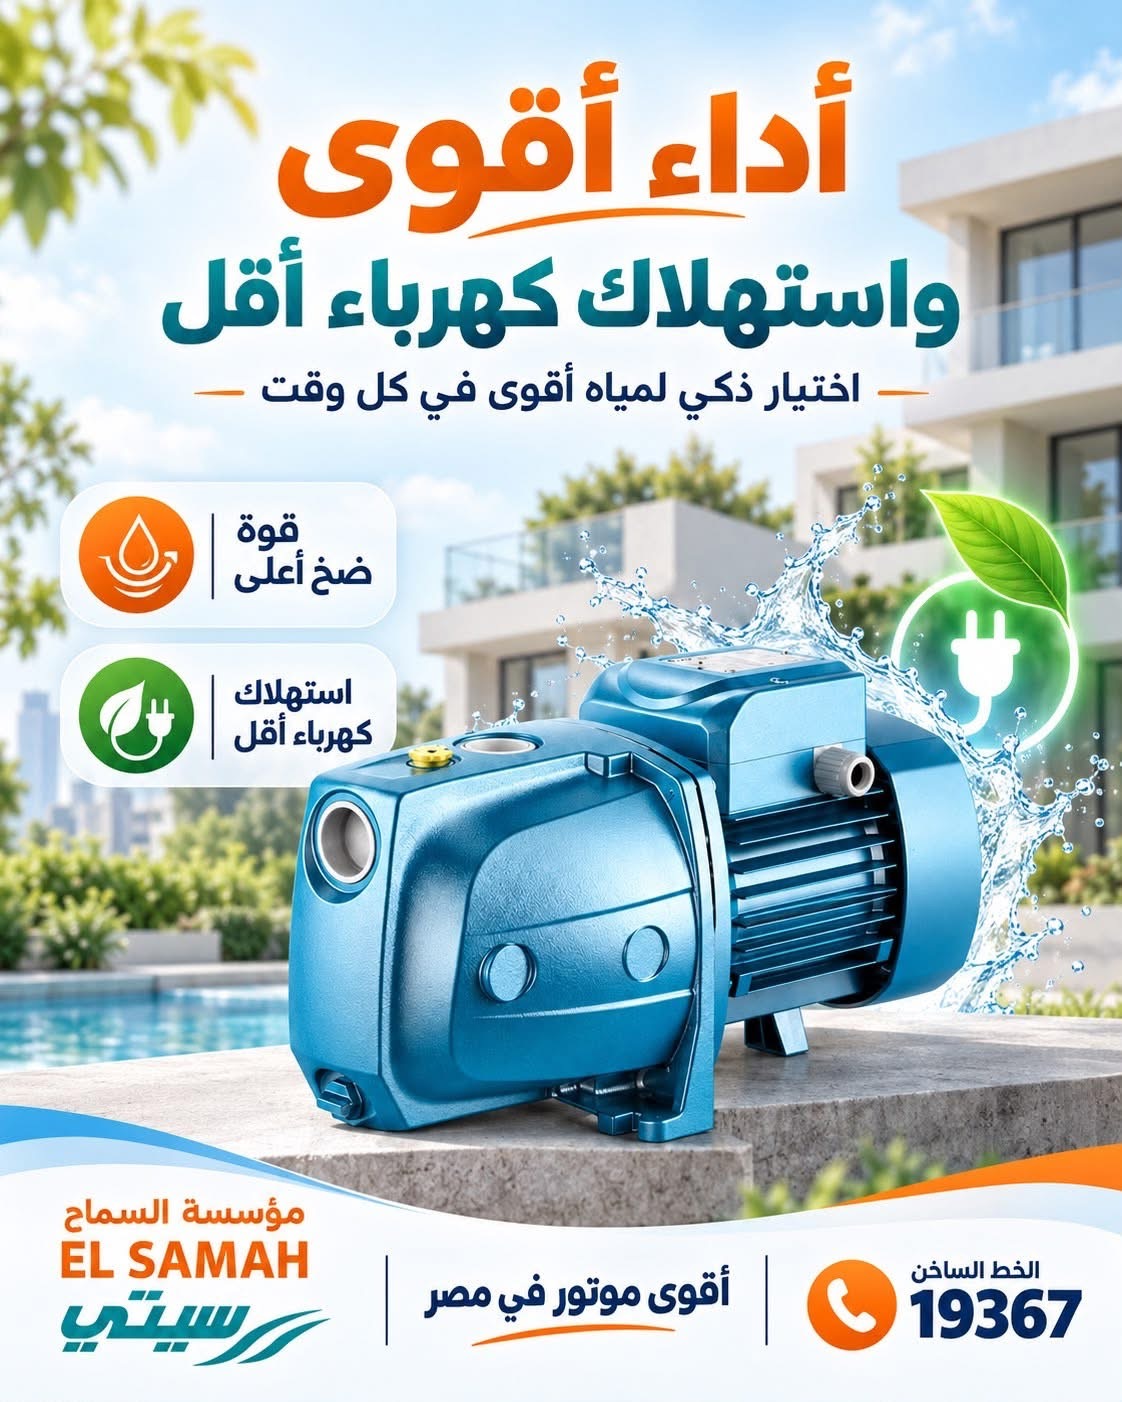 أداء أقوى
واستهلاك كهرباء أقل
اختيار ذكي لمياه أقوى في كل وقت
قوة
ضخ أعلى
استهلاك
كهرباء أقل
مؤسسة السماح
EL SAMAH
سيتي
أقوى موتور في مصر
الخط الساخن
19367